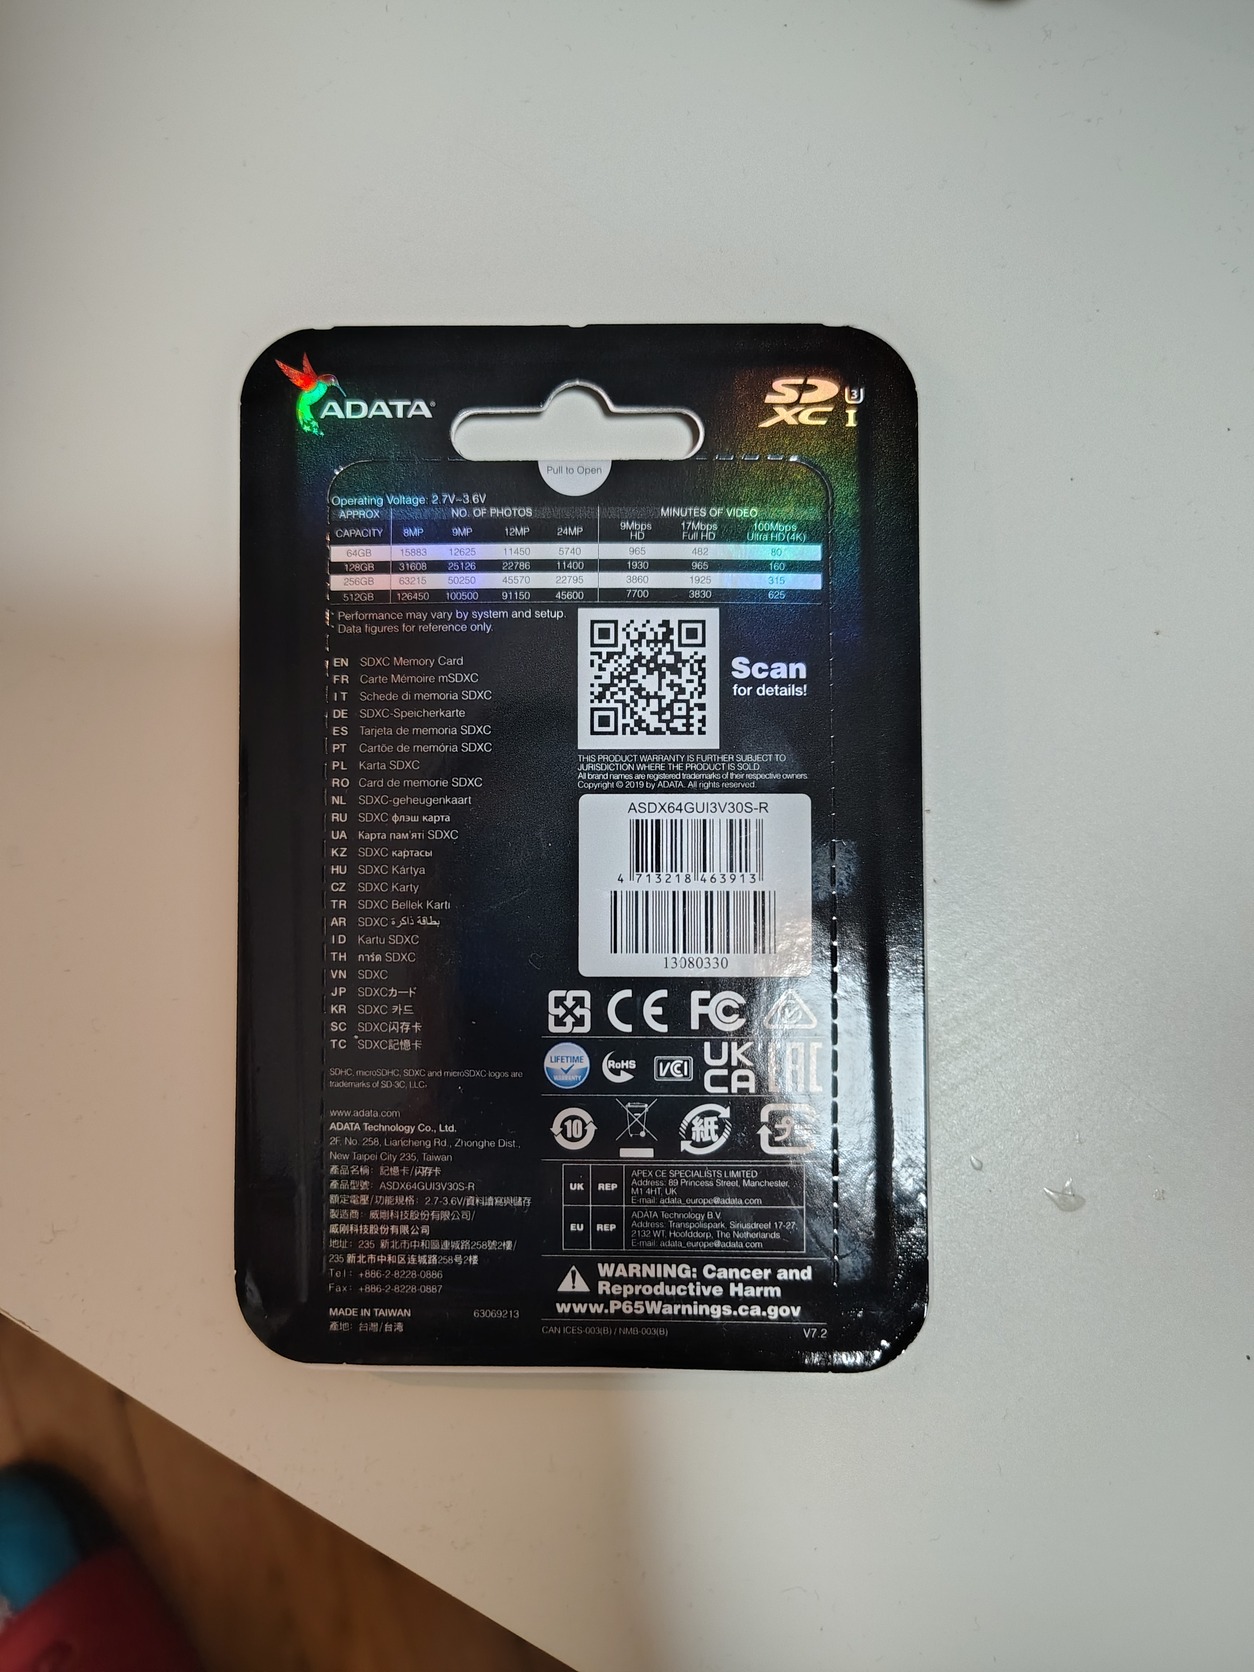 ADATA®
SD XC U3 I
Pull to Open
Operating Voltage: 2.7V~3.6V
APPROX NO. OF PHOTOS MINUTES OF VIDEO
CAPACITY 8MP 9MP 12MP 24MP 9Mbps HD 17Mbps Full HD 100Mbps Ultra HD(4K)
64GB 15883 12625 11450 5740 965 482 80
128GB 31608 25126 22786 11400 1930 965 160
256GB 63215 50250 45570 22795 3860 1925 315
512GB 126450 100500 91150 45600 7700 3830 625
Performance may vary by system and setup.
Data figures for reference only.
EN SDXC Memory Card
FR Carte Mémoire mSDXC
IT Schede di memoria SDXC
DE SDXC-Speicherkarte
ES Tarjeta de memoria SDXC
PT Cartõe de memória SDXC
PL Karta SDXC
RO Card de memorie SDXC
NL SDXC-geheugenkaart
RU SDXC флэш карта
UA Карта пам'яті SDXC
KZ SDXC картасы
HU SDXC Kártya
CZ SDXC Karty
TR SDXC Bellek Kartı
AR SDXC بطاقة ذاكرة
ID Kartu SDXC
TH การ์ด SDXC
VN SDXC
JP SDXCカード
KR SDXC 카드
SC SDXC闪存卡
TC SDXC記憶卡
SDHC, microSDHC, SDXC and microSDXC logos are
trademarks of SD-3C, LLC.
www.adata.com
ADATA Technology Co., Ltd.
2F, No. 258, Liancheng Rd., Zhonghe Dist.,
New Taipei City 235, Taiwan
產品名稱: 記憶卡/闪存卡
產品型號: ASDX64GUI3V30S-R
額定電壓/功能規格: 2.7-3.6V/資料讀寫與儲存
製造商: 威剛科技股份有限公司/
威刚科技股份有限公司
地址: 235 新北市中和區連城路258號2樓/
235 新北市中和区连城路258号2楼
Tel: +886-2-8228-0886
Fax: +886-2-8228-0887
MADE IN TAIWAN 63069213
產地: 台灣/台湾
Scan
for details!
THIS PRODUCT WARRANTY IS FURTHER SUBJECT TO
JURISDICTION WHERE THE PRODUCT IS SOLD.
All brand names are registered trademarks of their respective owners.
Copyright © 2019 by ADATA. All rights reserved.
ASDX64GUI3V30S-R
4 713218 463913
13080330
CE FC
LIFETIME WARRANTY RoHS VCI UK CA EAC
10 紙 プラ
UK REP APEX CE SPECIALISTS LIMITED
Address: 89 Princess Street, Manchester,
M1 4HT, UK
E-mail: adata_europe@adata.com
EU REP ADATA Technology B.V.
Address: Transpolispark, Siriusdreef 17-27,
2132 WT, Hoofddorp, The Netherlands
E-mail: adata_europe@adata.com
WARNING: Cancer and
Reproductive Harm
www.P65Warnings.ca.gov
CAN ICES-003(B) / NMB-003(B) V7.2